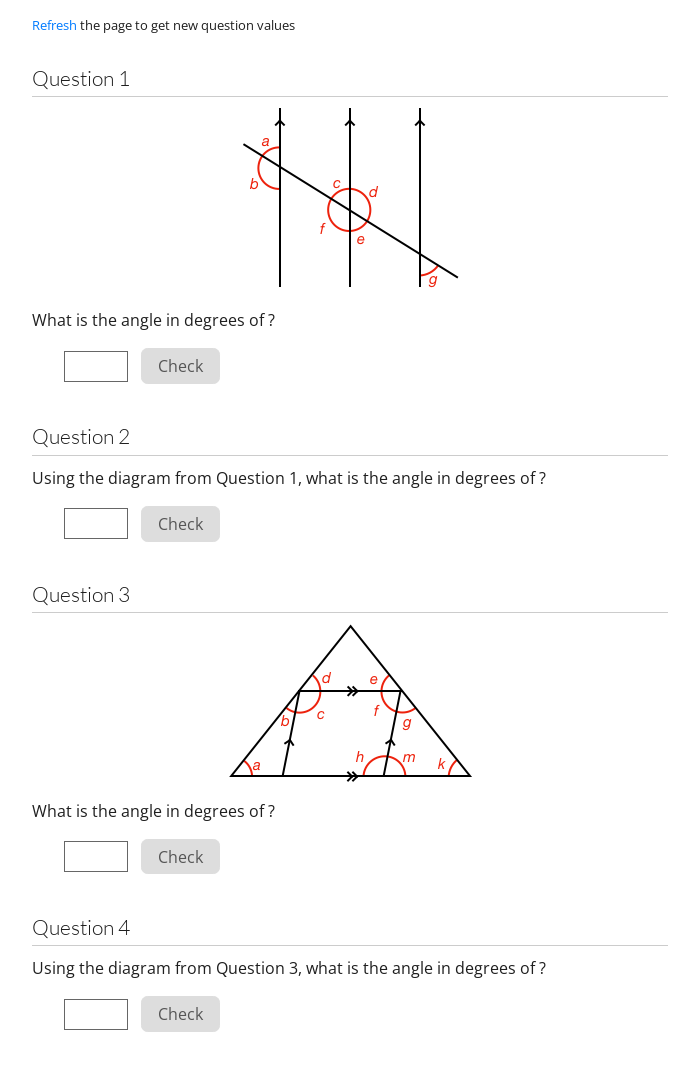 Refresh the page to get new question values
Question 1
a
b
c
d
f
e
g
What is the angle in degrees of ?
Check
Question 2
Using the diagram from Question 1, what is the angle in degrees of ?
Check
Question 3
d
e
b
c
f
g
a
h
m
k
What is the angle in degrees of ?
Check
Question 4
Using the diagram from Question 3, what is the angle in degrees of ?
Check